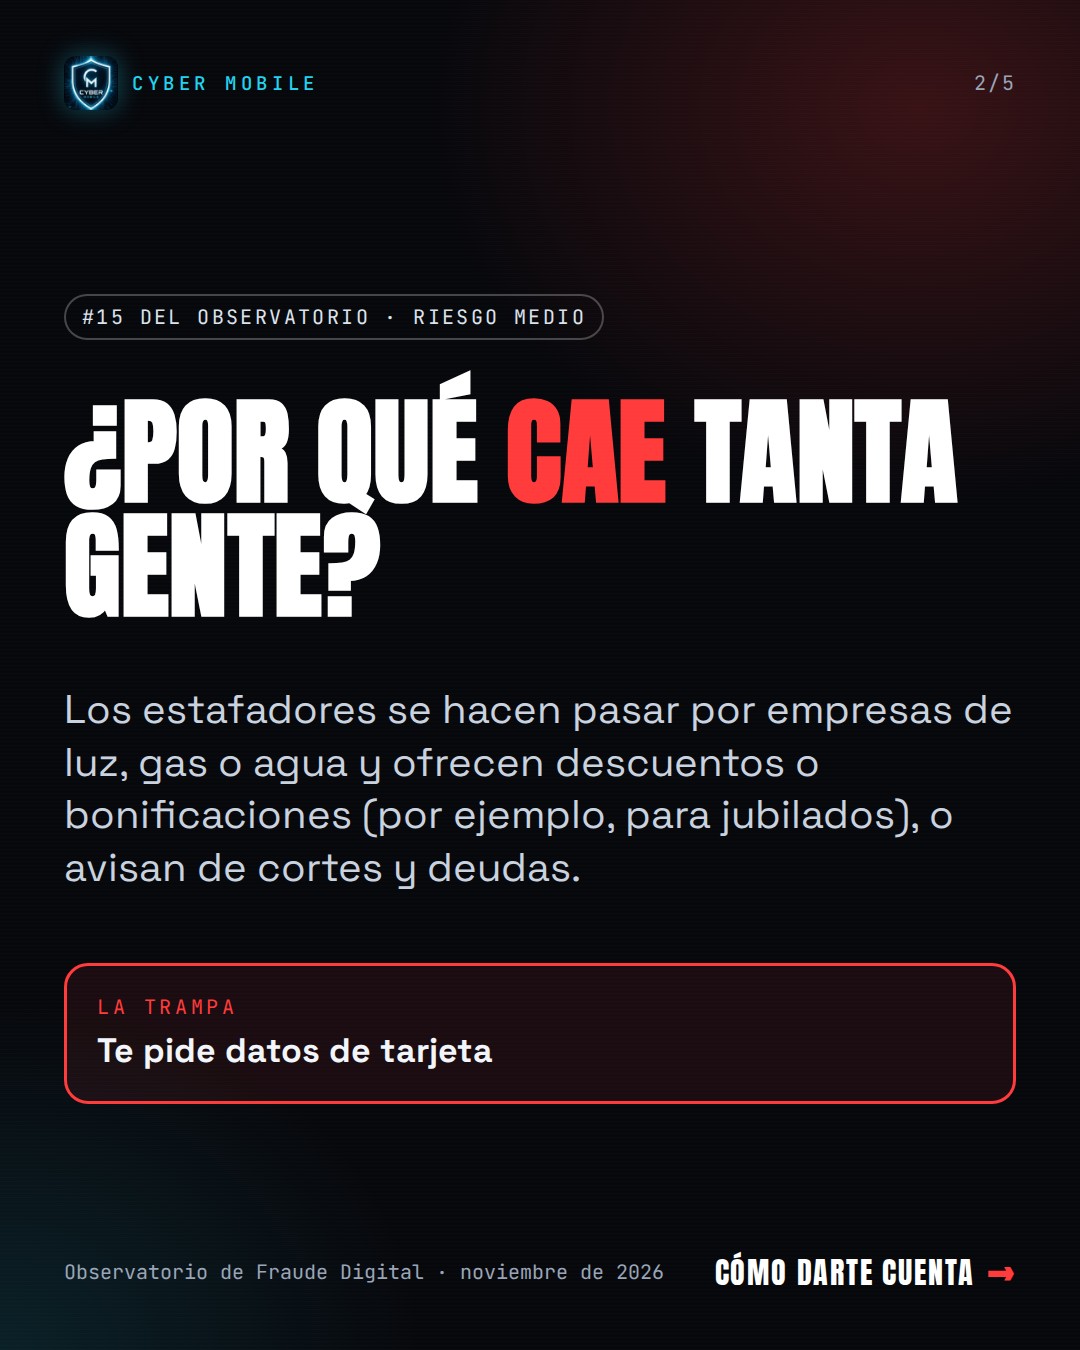 CM
CYBER
CYBER MOBILE
2/5
#15 DEL OBSERVATORIO · RIESGO MEDIO
¿POR QUÉ CAE TANTA
GENTE?
Los estafadores se hacen pasar por empresas de
luz, gas o agua y ofrecen descuentos o
bonificaciones (por ejemplo, para jubilados), o
avisan de cortes y deudas.
LA TRAMPA
Te pide datos de tarjeta
Observatorio de Fraude Digital · noviembre de 2026
CÓMO DARTE CUENTA →